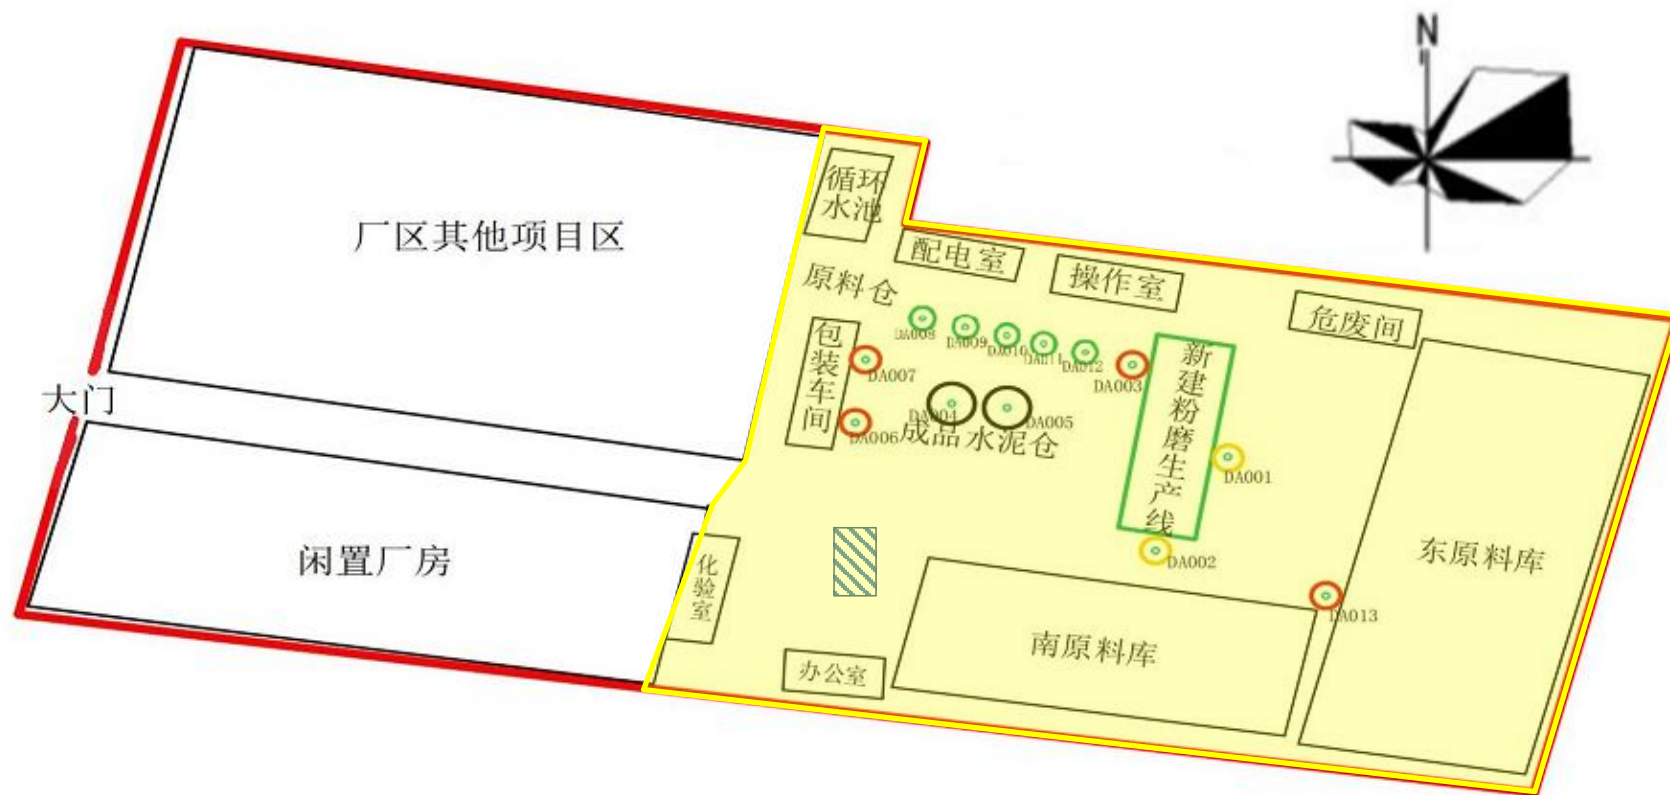 N
循环
水池
厂区其他项目区
配电室
操作室
原料仓
危废间
DA008
DA009
DA010
DA011
DA012
包装车间
DA007
DA003
新建粉磨生产线
大门
DA004
DA005
DA006
成品水泥仓
DA001
闲置厂房
DA002
东原料库
化验室
DA013
南原料库
办公室